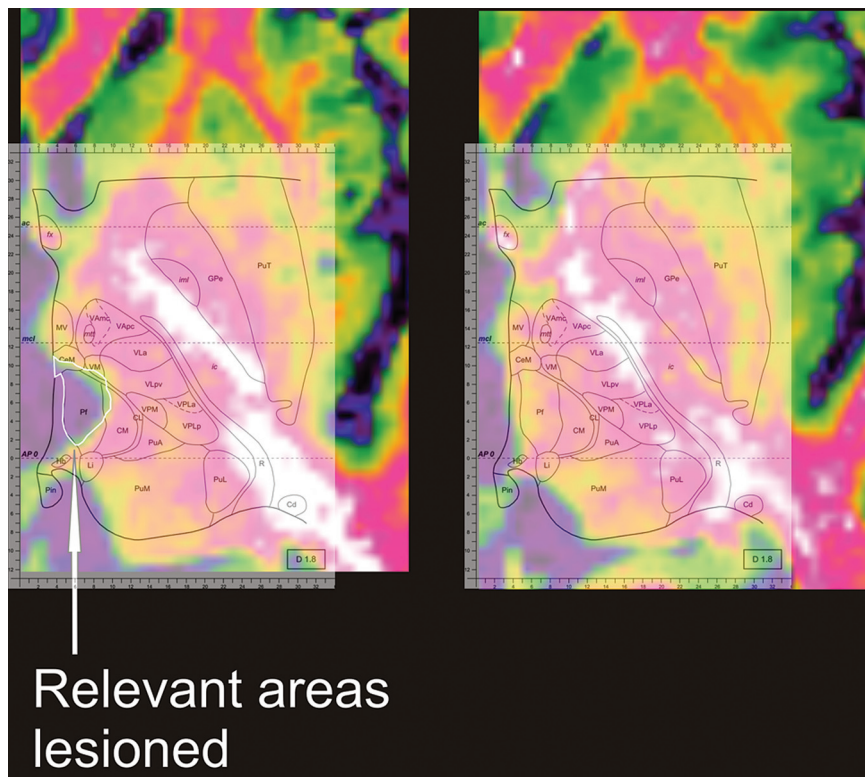 ac
fx
iml
GPe
PuT
VAmc
MV
mtt
VApc
mcl
VLa
CeM
VM
ic
VLpv
VPLa
Pf
VPM
CL
VPLp
CM
PuA
AP 0
Hb
Li
R
PuM
PuL
Pin
Cd
D 1.8
ac
fx
iml
GPe
PuT
VAmc
MV
mtt
VApc
mcl
VLa
CeM
VM
ic
VLpv
VPLa
Pf
VPM
CL
VPLp
CM
PuA
AP 0
Hb
Li
R
PuM
PuL
Pin
Cd
D 1.8
Relevant areas
lesioned